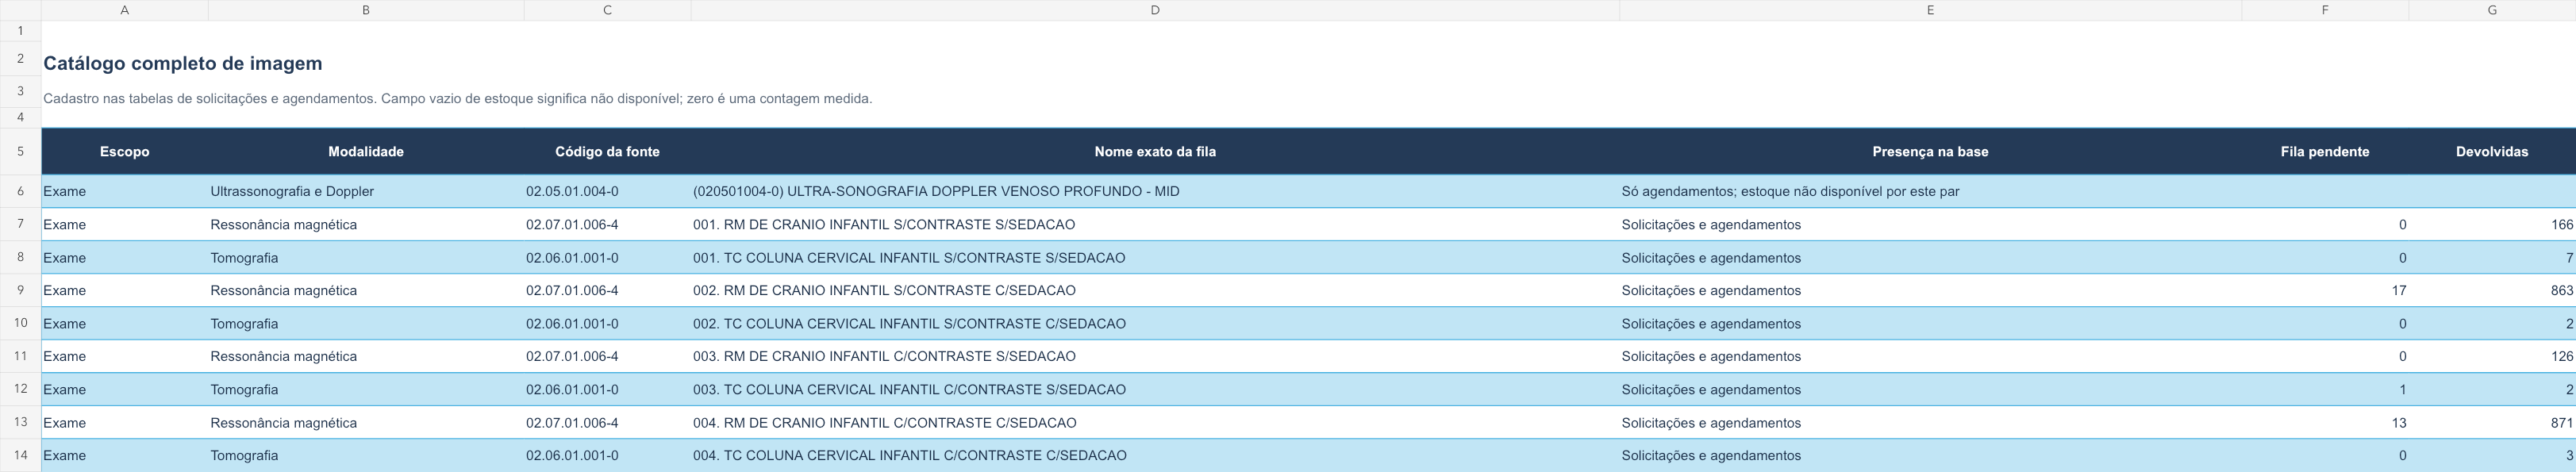 A B C D E F G
1
2 Catálogo completo de imagem
3 Cadastro nas tabelas de solicitações e agendamentos. Campo vazio de estoque significa não disponível; zero é uma contagem medida.
4
5 Escopo Modalidade Código da fonte Nome exato da fila Presença na base Fila pendente Devolvidas
6 Exame Ultrassonografia e Doppler 02.05.01.004-0 (020501004-0) ULTRA-SONOGRAFIA DOPPLER VENOSO PROFUNDO - MID Só agendamentos; estoque não disponível por este par
7 Exame Ressonância magnética 02.07.01.006-4 001. RM DE CRANIO INFANTIL S/CONTRASTE S/SEDACAO Solicitações e agendamentos 0 166
8 Exame Tomografia 02.06.01.001-0 001. TC COLUNA CERVICAL INFANTIL S/CONTRASTE S/SEDACAO Solicitações e agendamentos 0 7
9 Exame Ressonância magnética 02.07.01.006-4 002. RM DE CRANIO INFANTIL S/CONTRASTE C/SEDACAO Solicitações e agendamentos 17 863
10 Exame Tomografia 02.06.01.001-0 002. TC COLUNA CERVICAL INFANTIL S/CONTRASTE C/SEDACAO Solicitações e agendamentos 0 2
11 Exame Ressonância magnética 02.07.01.006-4 003. RM DE CRANIO INFANTIL C/CONTRASTE S/SEDACAO Solicitações e agendamentos 0 126
12 Exame Tomografia 02.06.01.001-0 003. TC COLUNA CERVICAL INFANTIL C/CONTRASTE S/SEDACAO Solicitações e agendamentos 1 2
13 Exame Ressonância magnética 02.07.01.006-4 004. RM DE CRANIO INFANTIL C/CONTRASTE C/SEDACAO Solicitações e agendamentos 13 871
14 Exame Tomografia 02.06.01.001-0 004. TC COLUNA CERVICAL INFANTIL C/CONTRASTE C/SEDACAO Solicitações e agendamentos 0 3